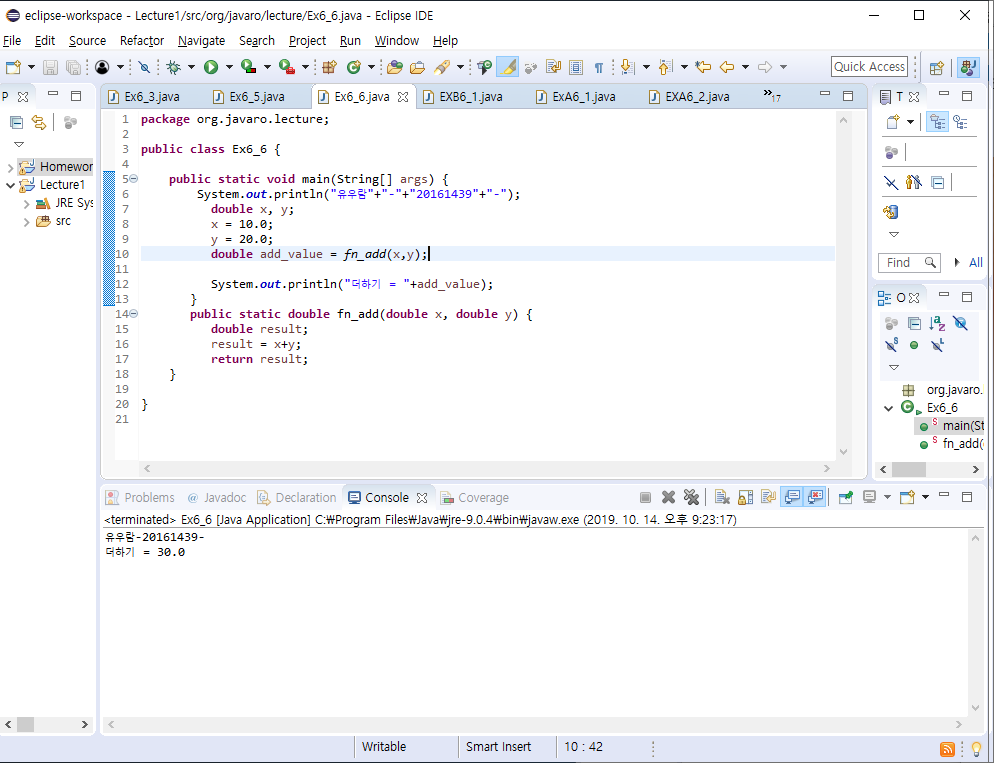 eclipse-workspace - Lecture1/src/org/javaro/lecture/Ex6_6.java - Eclipse IDE
File Edit Source Refactor Navigate Search Project Run Window Help
Quick Access
P
Ex6_3.java Ex6_5.java Ex6_6.java EXB6_1.java ExA6_1.java EXA6_2.java »17
T
Homewor
Lecture1
JRE Sys
src
1 package org.javaro.lecture;
2
3 public class Ex6_6 {
4
5 public static void main(String[] args) {
6 System.out.println("유우람"+"-"+"20161439"+"-");
7 double x, y;
8 x = 10.0;
9 y = 20.0;
10 double add_value = fn_add(x,y);
11
12 System.out.println("더하기 = "+add_value);
13 }
14 public static double fn_add(double x, double y) {
15 double result;
16 result = x+y;
17 return result;
18 }
19
20 }
21
Find All
O
org.javaro.
Ex6_6
main(St
fn_add(
Problems Javadoc Declaration Console Coverage
<terminated> Ex6_6 [Java Application] C:₩Program Files₩Java₩jre-9.0.4₩bin₩javaw.exe (2019. 10. 14. 오후 9:23:17)
유우람-20161439-
더하기 = 30.0
Writable Smart Insert 10 : 42